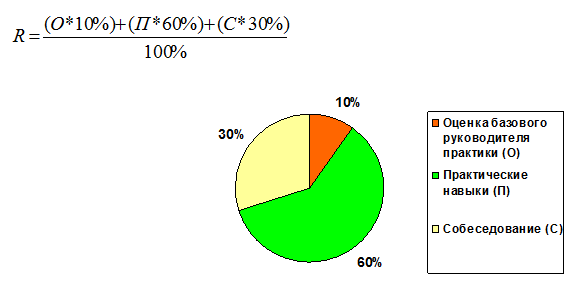 R = (О*10%)+(П*60%)+(С*30%)
100%
10%
30%
60%
Оценка базового
руководителя
практики (О)
Практические
навыки (П)
Собеседование (С)